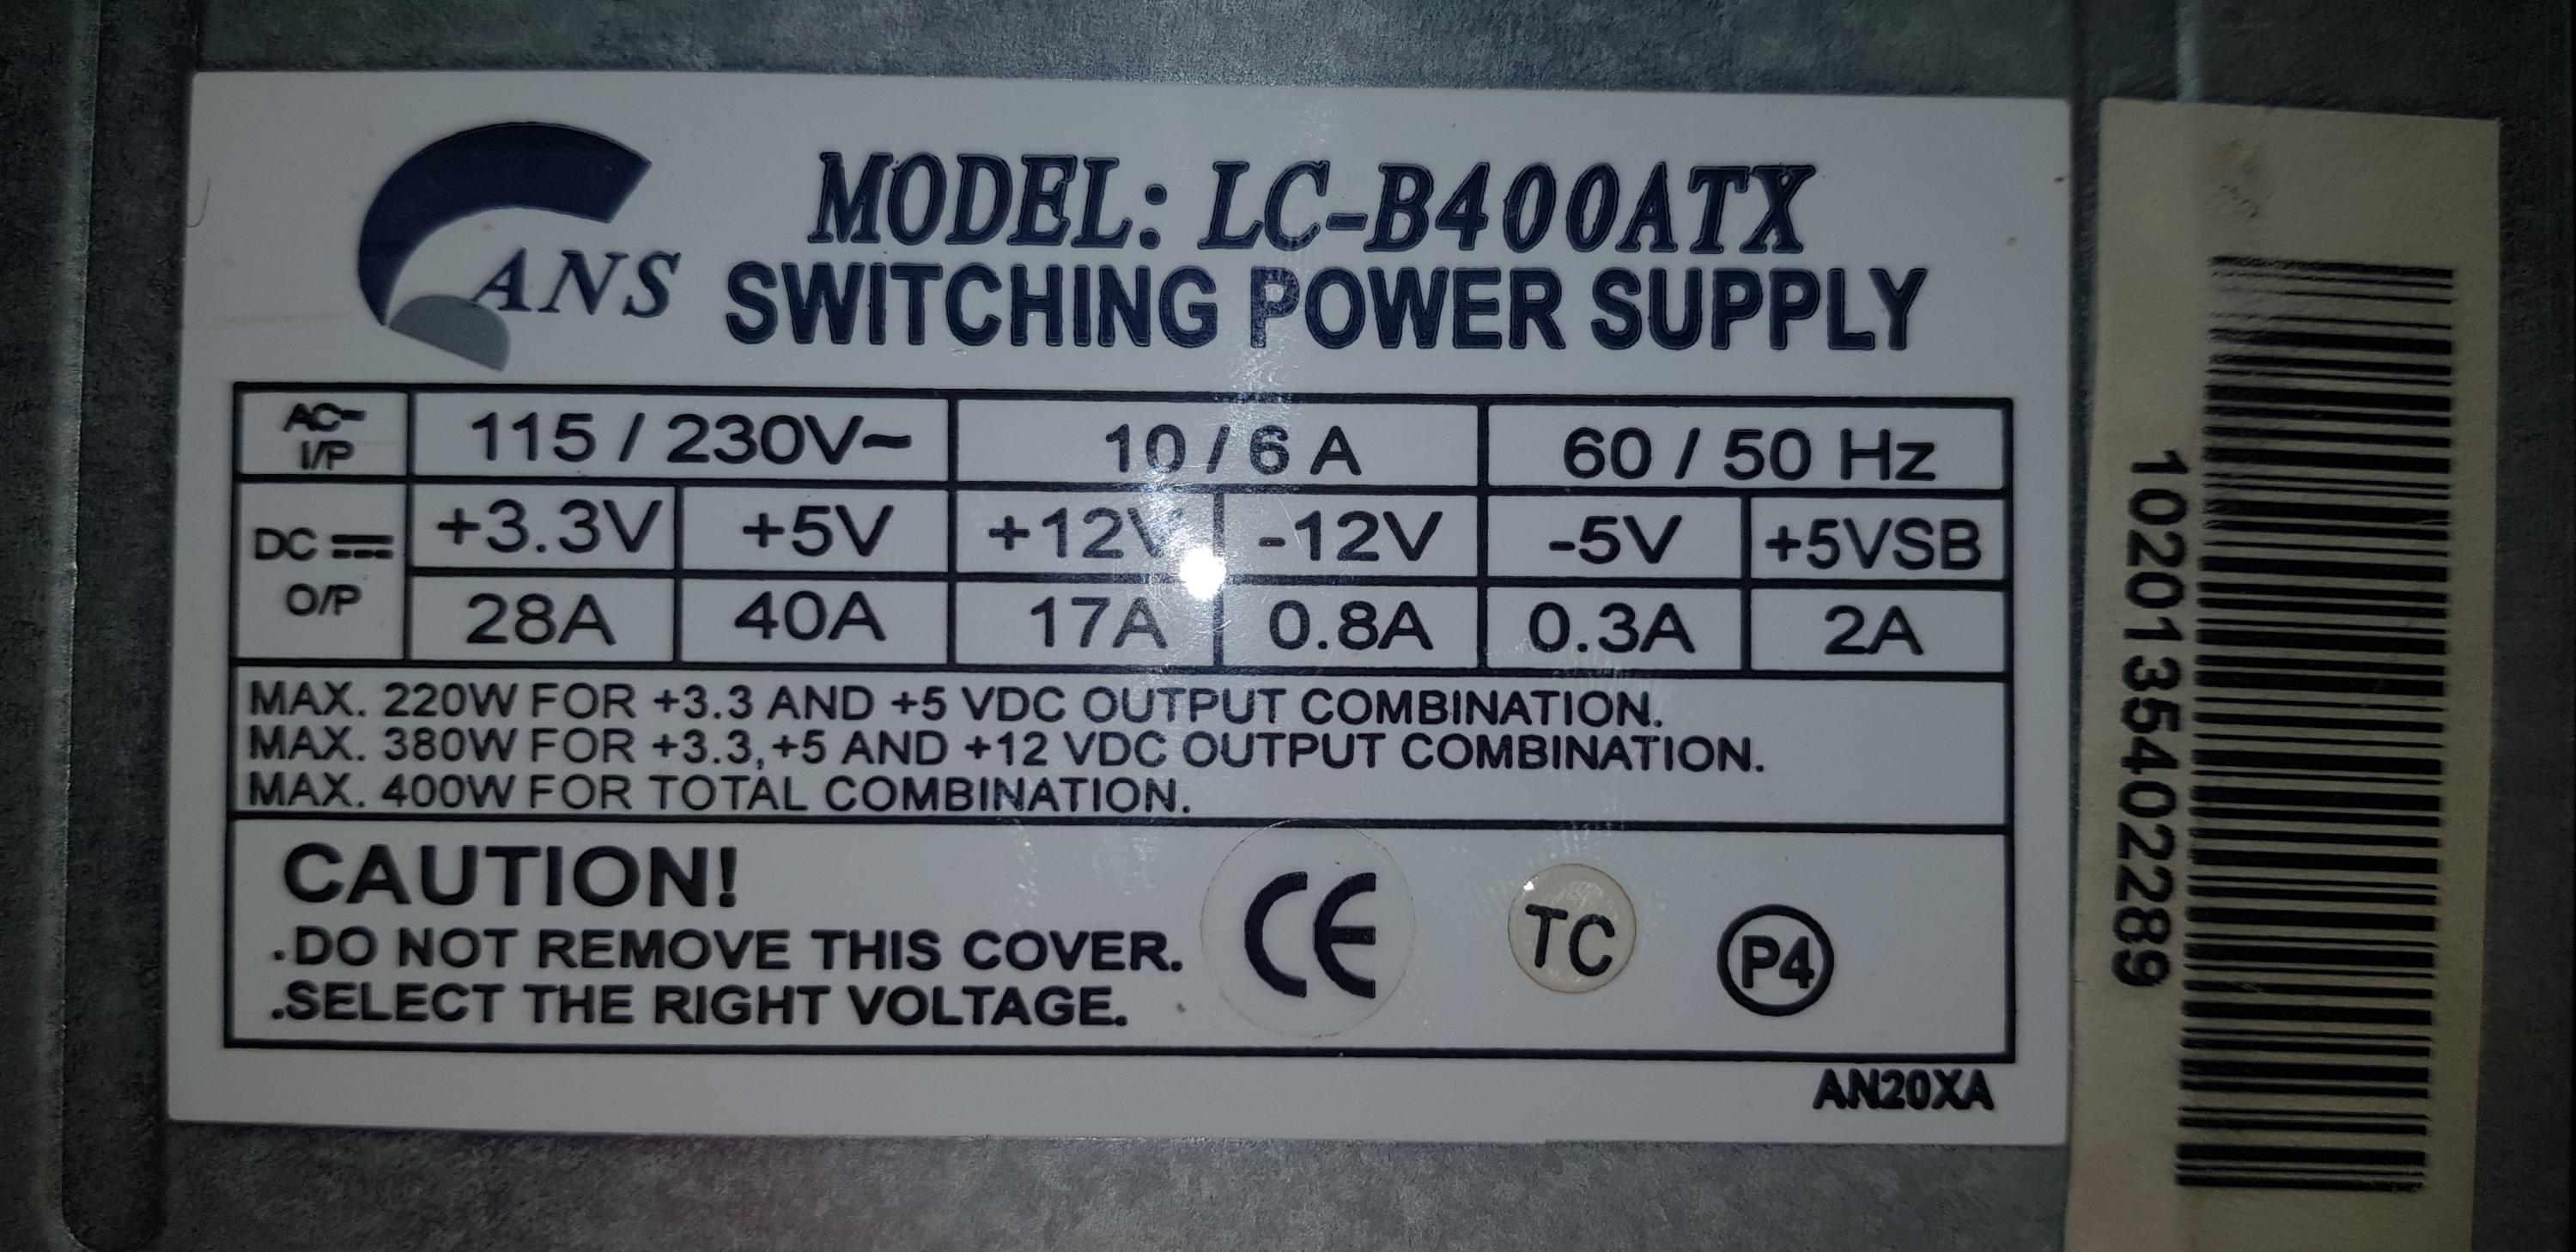 ANS
MODEL: LC-B400ATX
SWITCHING POWER SUPPLY
AC~ I/P 115 / 230V~ 10 / 6 A 60 / 50 Hz
DC O/P +3.3V +5V +12V -12V -5V +5VSB
28A 40A 17A 0.8A 0.3A 2A
MAX. 220W FOR +3.3 AND +5 VDC OUTPUT COMBINATION.
MAX. 380W FOR +3.3,+5 AND +12 VDC OUTPUT COMBINATION.
MAX. 400W FOR TOTAL COMBINATION.
CAUTION!
.DO NOT REMOVE THIS COVER.
.SELECT THE RIGHT VOLTAGE.
CE TC P4
AN20XA
1020135402289